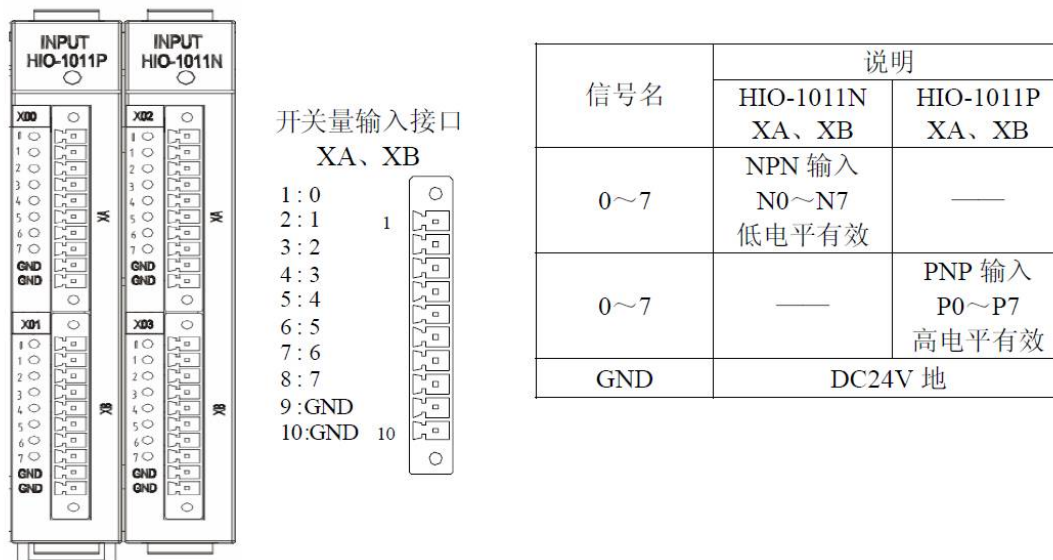 INPUT
HIO-1011P
INPUT
HIO-1011N
X00
0
1
2
3
4
5
6
7
GND
GND
XA
X01
0
1
2
3
4
5
6
7
GND
GND
XB
X02
0
1
2
3
4
5
6
7
GND
GND
XA
X03
0
1
2
3
4
5
6
7
GND
GND
XB
开关量输入接口
XA、XB
1 : 0
2 : 1
3 : 2
4 : 3
5 : 4
6 : 5
7 : 6
8 : 7
9 :GND
10:GND
1
10
信号名
说明
HIO-1011N
XA、XB
HIO-1011P
XA、XB
0～7
NPN 输入
N0～N7
低电平有效
——
0～7
——
PNP 输入
P0～P7
高电平有效
GND
DC24V 地